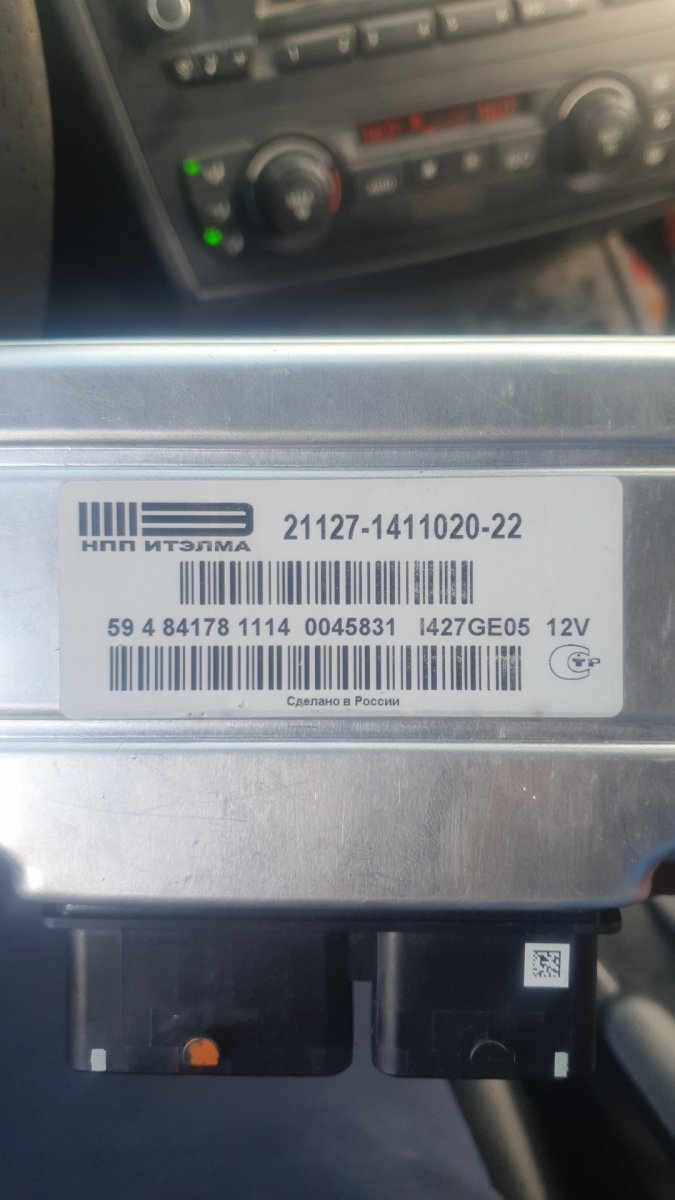 21127-1411020-22
НПП ИТЭЛМА
59 4 84178 1114 0045831 I427GE05 12V
Сделано в России